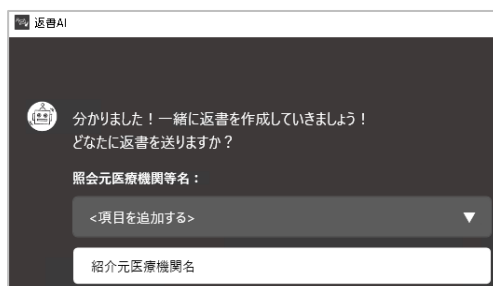 返書AI
分かりました！一緒に返書を作成していきましょう！
どなたに返書を送りますか？
照会元医療機関等名：
<項目を追加する>
紹介元医療機関名